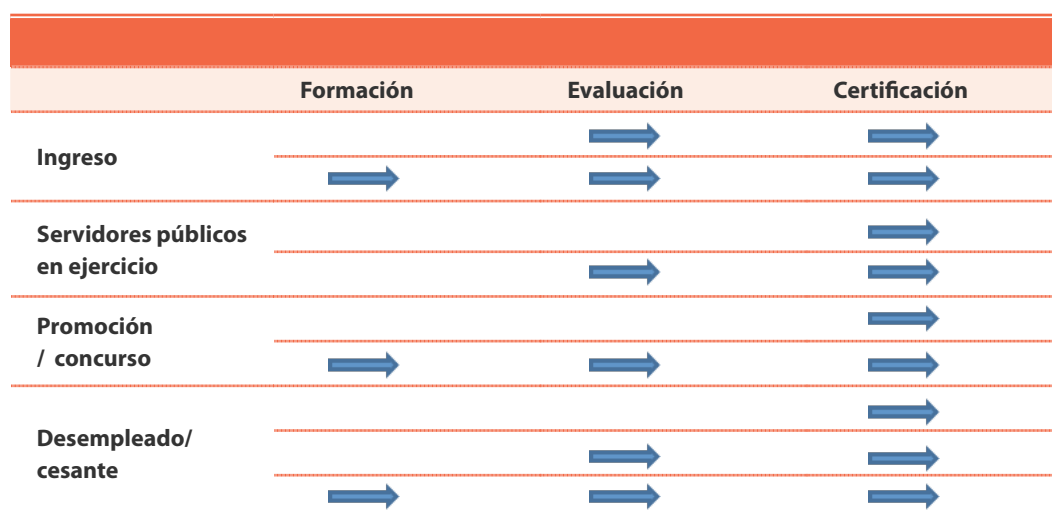 Formación Evaluación Certificación
Ingreso
Servidores públicos
en ejercicio
Promoción
/ concurso
Desempleado/
cesante